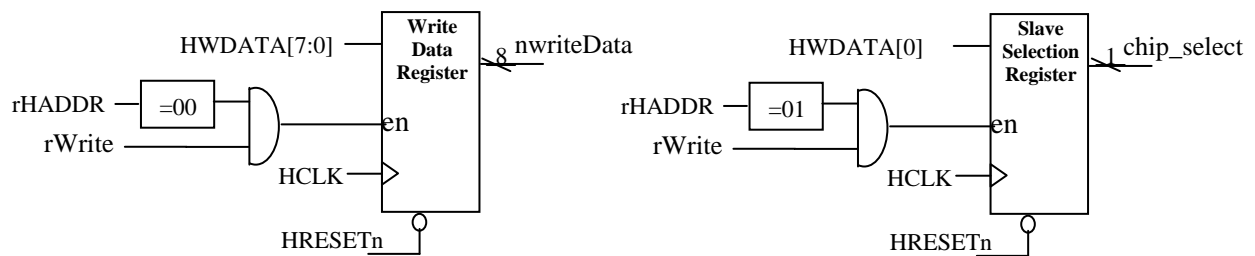 Write
Data
Register
HWDATA[7:0]
8 nwriteData
rHADDR
=00
rWrite
en
HCLK
HRESETn
Slave
Selection
Register
HWDATA[0]
1 chip_select
rHADDR
=01
rWrite
en
HCLK
HRESETn